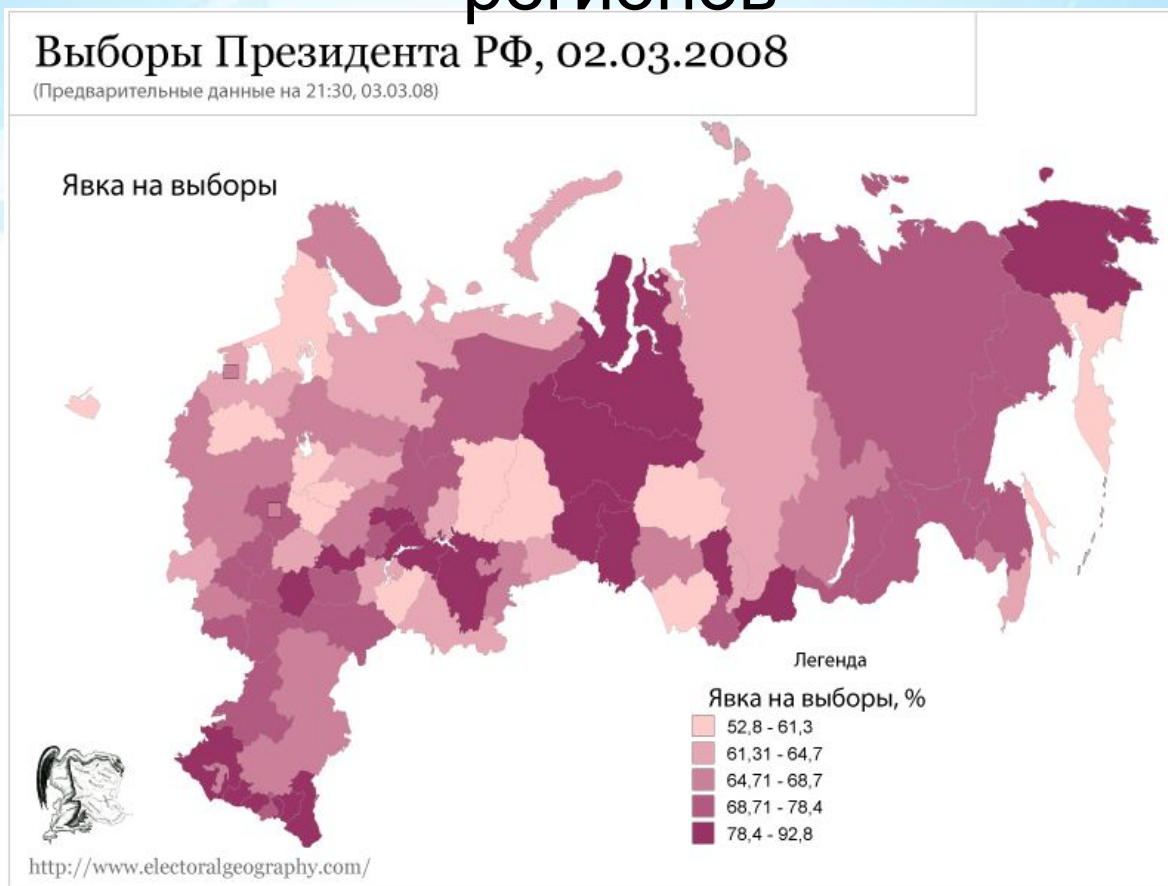 регионов
Выборы Президента РФ, 02.03.2008
(Предварительные данные на 21:30, 03.03.08)
Явка на выборы
Легенда
Явка на выборы, %
52,8 - 61,3
61,31 - 64,7
64,71 - 68,7
68,71 - 78,4
78,4 - 92,8
http://www.electoralgeography.com/